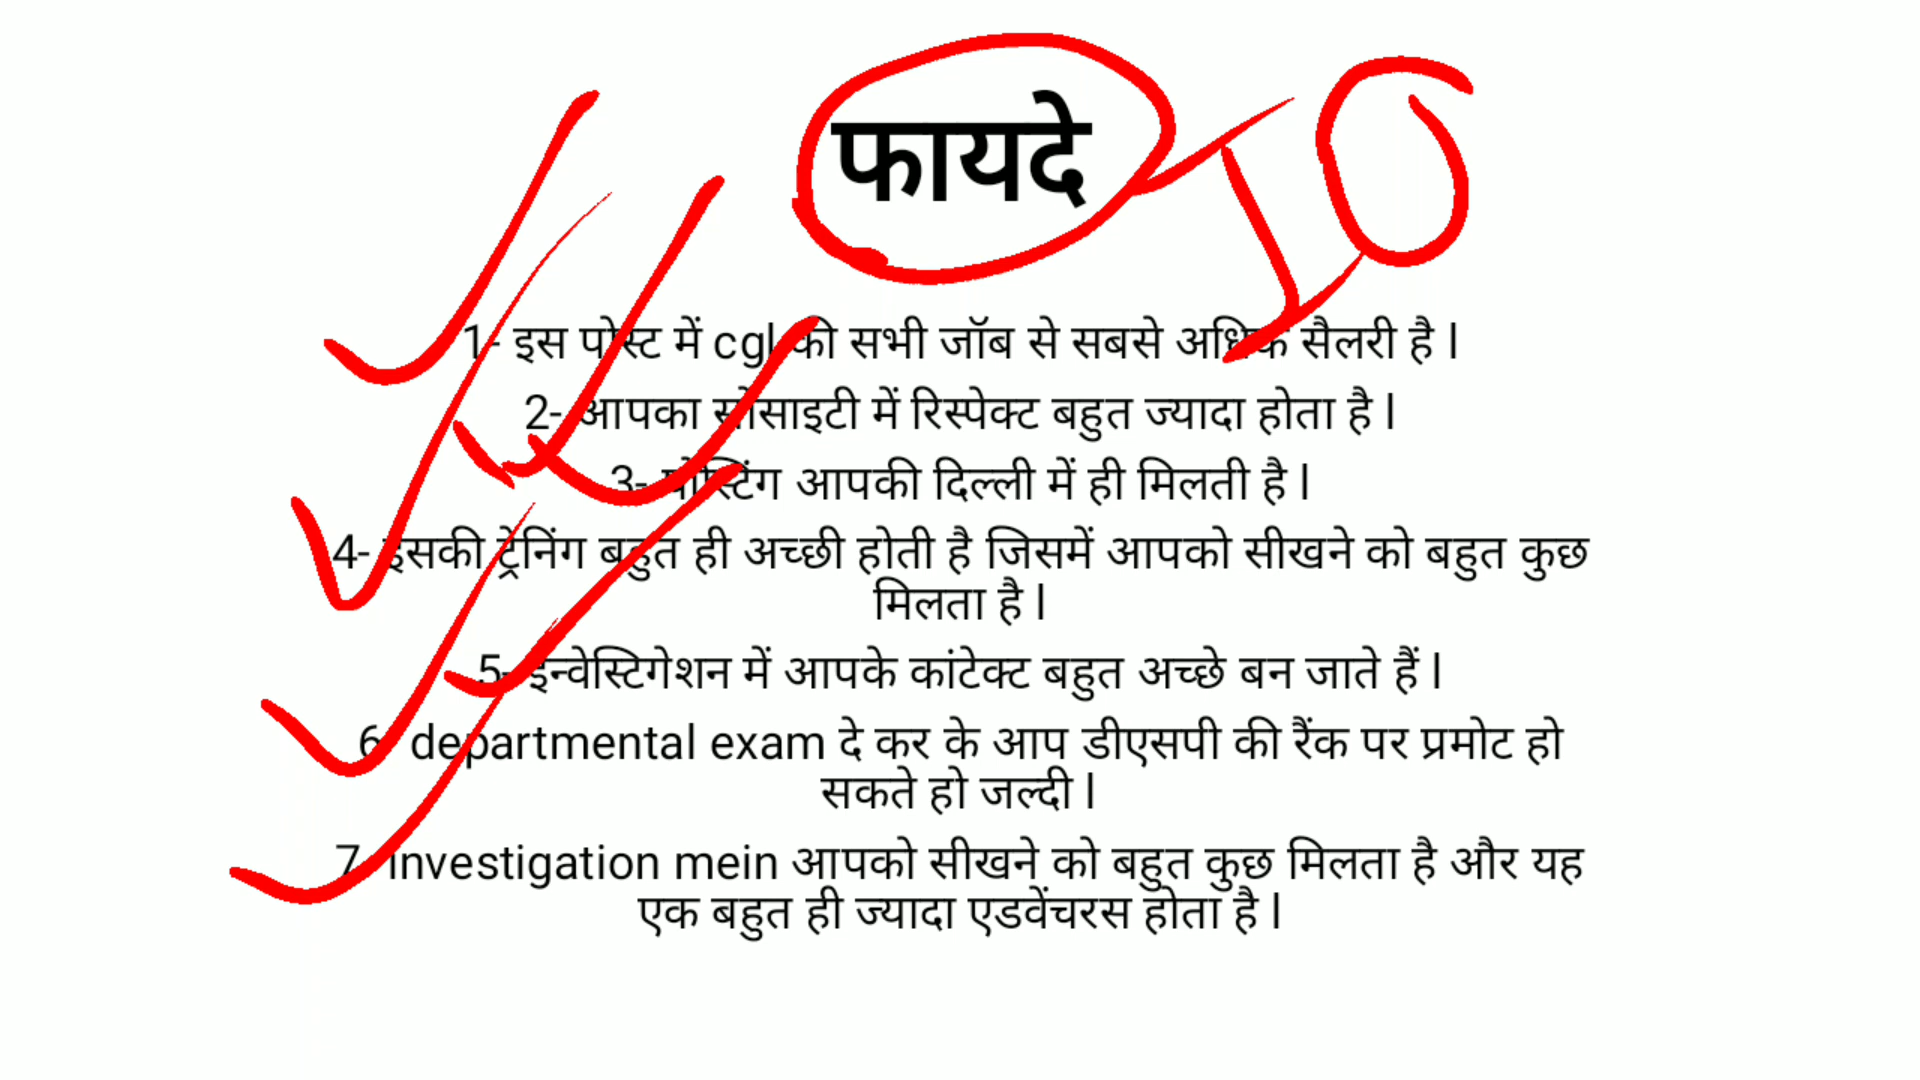 फायदे
IO
1- इस पोस्ट में cgl की सभी जॉब से सबसे अधिक सैलरी है l
2- आपका सोसाइटी में रिस्पेक्ट बहुत ज्यादा होता है l
3- पोस्टिंग आपकी दिल्ली में ही मिलती है l
4- इसकी ट्रेनिंग बहुत ही अच्छी होती है जिसमें आपको सीखने को बहुत कुछ
मिलता है l
5- इन्वेस्टिगेशन में आपके कांटेक्ट बहुत अच्छे बन जाते हैं l
6- departmental exam दे कर के आप डीएसपी की रैंक पर प्रमोट हो
सकते हो जल्दी l
7- Investigation mein आपको सीखने को बहुत कुछ मिलता है और यह
एक बहुत ही ज्यादा एडवेंचरस होता है l